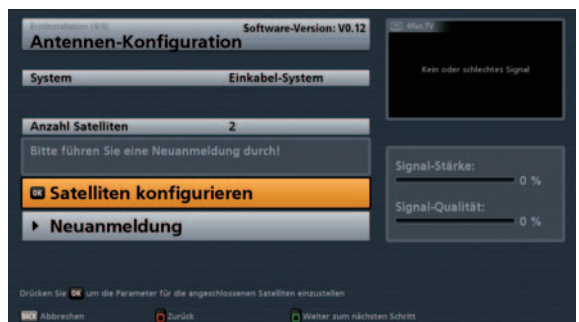 Erstinstallation (4/8)
Software-Version: V0.12
Antennen-Konfiguration
System Einkabel-System
Anzahl Satelliten 2
Bitte führen Sie eine Neuanmeldung durch!
OK Satelliten konfigurieren
Neuanmeldung
TV 4fun.TV
Kein oder schlechtes Signal
Signal-Stärke:
0 %
Signal-Qualität:
0 %
Drücken Sie OK um die Parameter für die angeschlossenen Satelliten einzustellen
BACK Abbrechen Zurück Weiter zum nächsten Schritt